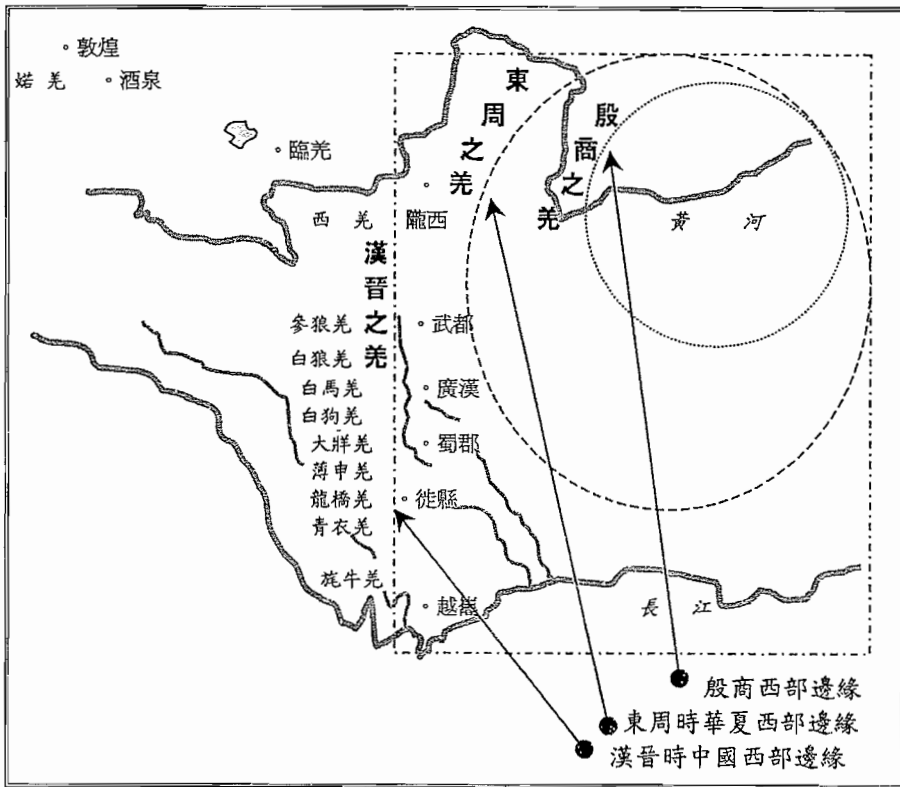 敦煌
婼羌
酒泉
臨羌
東周之羌
殷商之羌
西羌
隴西
黃河
漢晉之羌
參狼羌
武都
白狼羌
白馬羌
廣漢
白狗羌
大牂羌
蜀郡
薄申羌
龍橋羌
徙縣
青衣羌
旄牛羌
越嶲
長江
殷商西部邊緣
東周時華夏西部邊緣
漢晉時中國西部邊緣